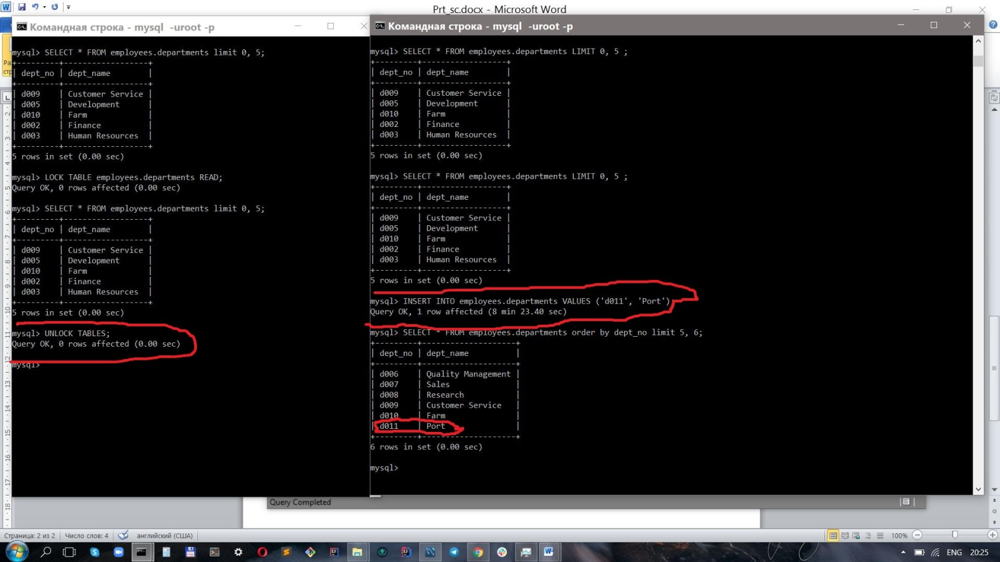 Prt_sc.docx - Microsoft Word
Командная строка - mysql  -uroot -p
mysql> SELECT * FROM employees.departments limit 0, 5;
+---------+------------------+
| dept_no | dept_name        |
+---------+------------------+
| d009    | Customer Service |
| d005    | Development      |
| d010    | Farm             |
| d002    | Finance          |
| d003    | Human Resources  |
+---------+------------------+
5 rows in set (0.00 sec)
mysql> LOCK TABLE employees.departments READ;
Query OK, 0 rows affected (0.00 sec)
mysql> SELECT * FROM employees.departments limit 0, 5;
+---------+------------------+
| dept_no | dept_name        |
+---------+------------------+
| d009    | Customer Service |
| d005    | Development      |
| d010    | Farm             |
| d002    | Finance          |
| d003    | Human Resources  |
+---------+------------------+
5 rows in set (0.00 sec)
mysql> UNLOCK TABLES;
Query OK, 0 rows affected (0.00 sec)
mysql>
Командная строка - mysql  -uroot -p
mysql> SELECT * FROM employees.departments LIMIT 0, 5 ;
+---------+------------------+
| dept_no | dept_name        |
+---------+------------------+
| d009    | Customer Service |
| d005    | Development      |
| d010    | Farm             |
| d002    | Finance          |
| d003    | Human Resources  |
+---------+------------------+
5 rows in set (0.00 sec)
mysql> SELECT * FROM employees.departments LIMIT 0, 5 ;
+---------+------------------+
| dept_no | dept_name        |
+---------+------------------+
| d009    | Customer Service |
| d005    | Development      |
| d010    | Farm             |
| d002    | Finance          |
| d003    | Human Resources  |
+---------+------------------+
5 rows in set (0.00 sec)
mysql> INSERT INTO employees.departments VALUES ('d011', 'Port')
Query OK, 1 row affected (8 min 23.40 sec)
mysql> SELECT * FROM employees.departments order by dept_no limit 5, 6;
+---------+--------------------+
| dept_no | dept_name          |
+---------+--------------------+
| d006    | Quality Management |
| d007    | Sales              |
| d008    | Research           |
| d009    | Customer Service   |
| d010    | Farm               |
| d011    | Port               |
+---------+--------------------+
6 rows in set (0.00 sec)
mysql>
Query Completed
Страница: 2 из 2
Число слов: 4
английский (США)
100%
ENG
20:25